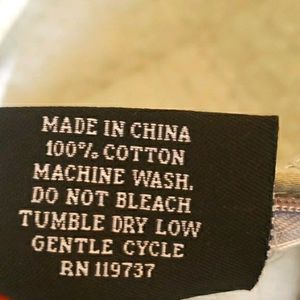 MADE IN CHINA
100% COTTON
MACHINE WASH.
DO NOT BLEACH
TUMBLE DRY LOW
GENTLE CYCLE
RN 119737